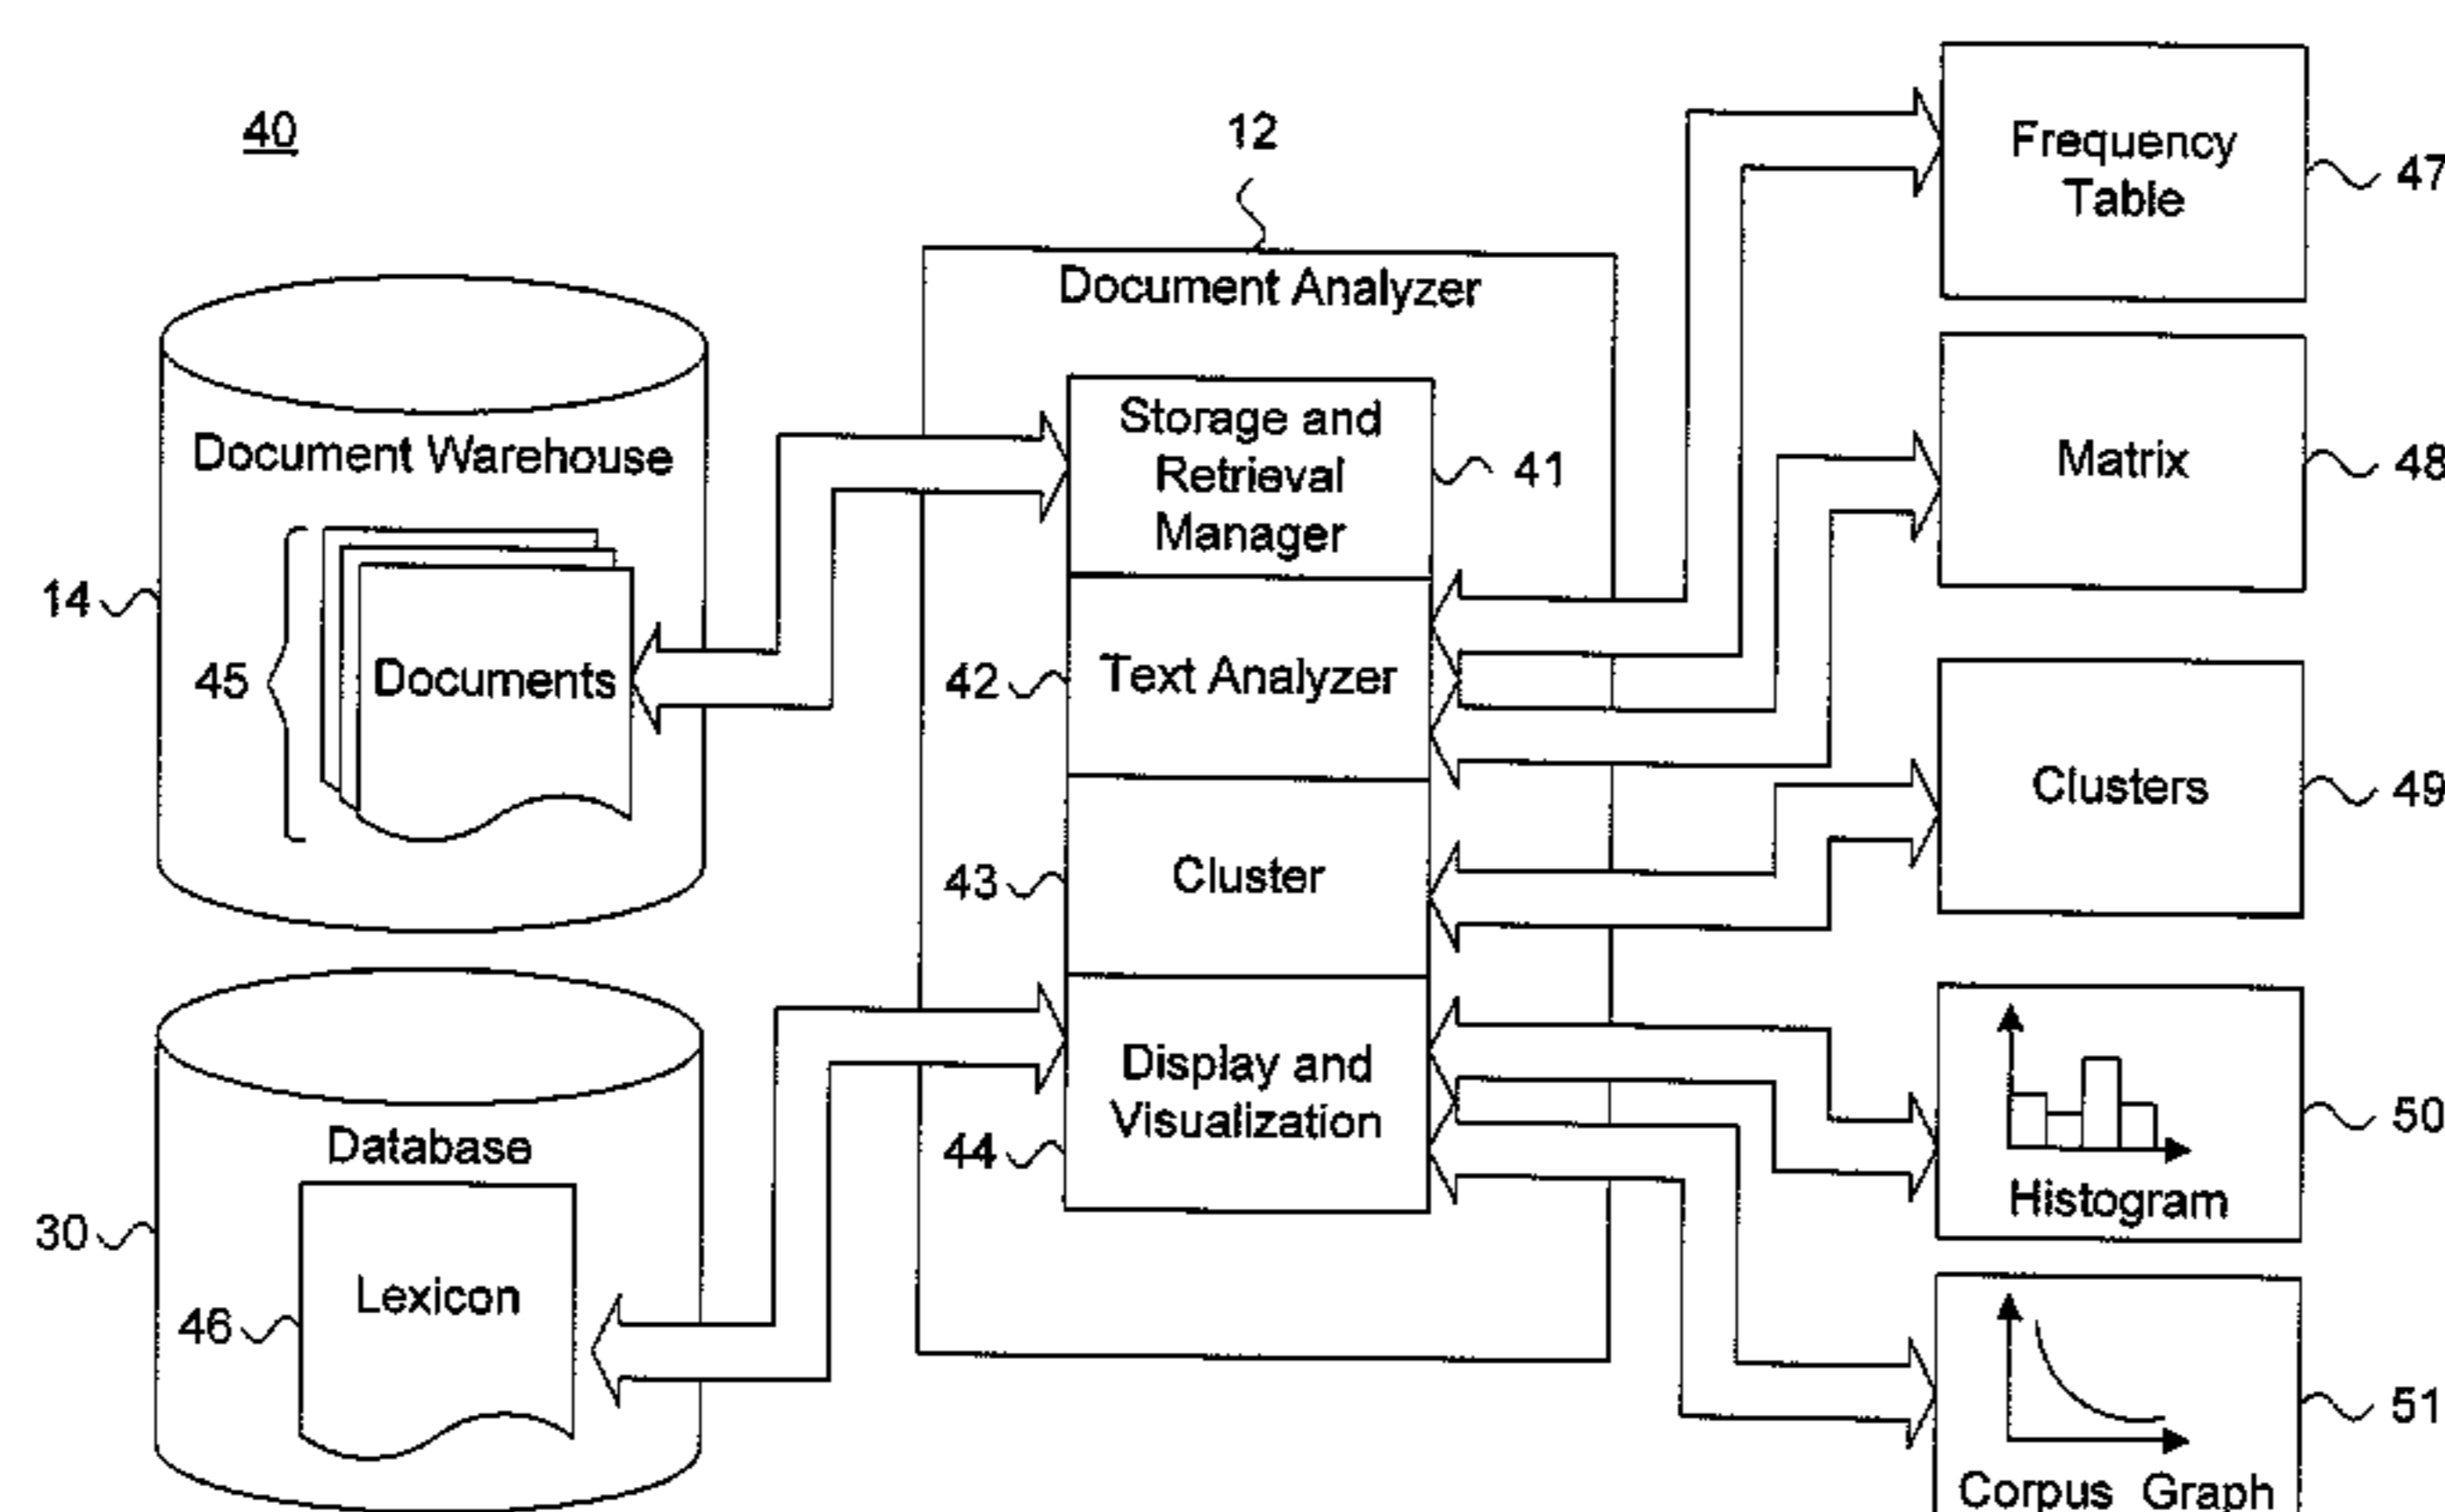 40
12
Frequency
Table
47
Document Analyzer
Document Warehouse
Storage and
Retrieval
Manager
41
Matrix
48
14
45
Documents
42
Text Analyzer
43
Cluster
Clusters
49
Database
30
Lexicon
46
Display and
Visualization
44
Histogram
50
51
Corpus Graph